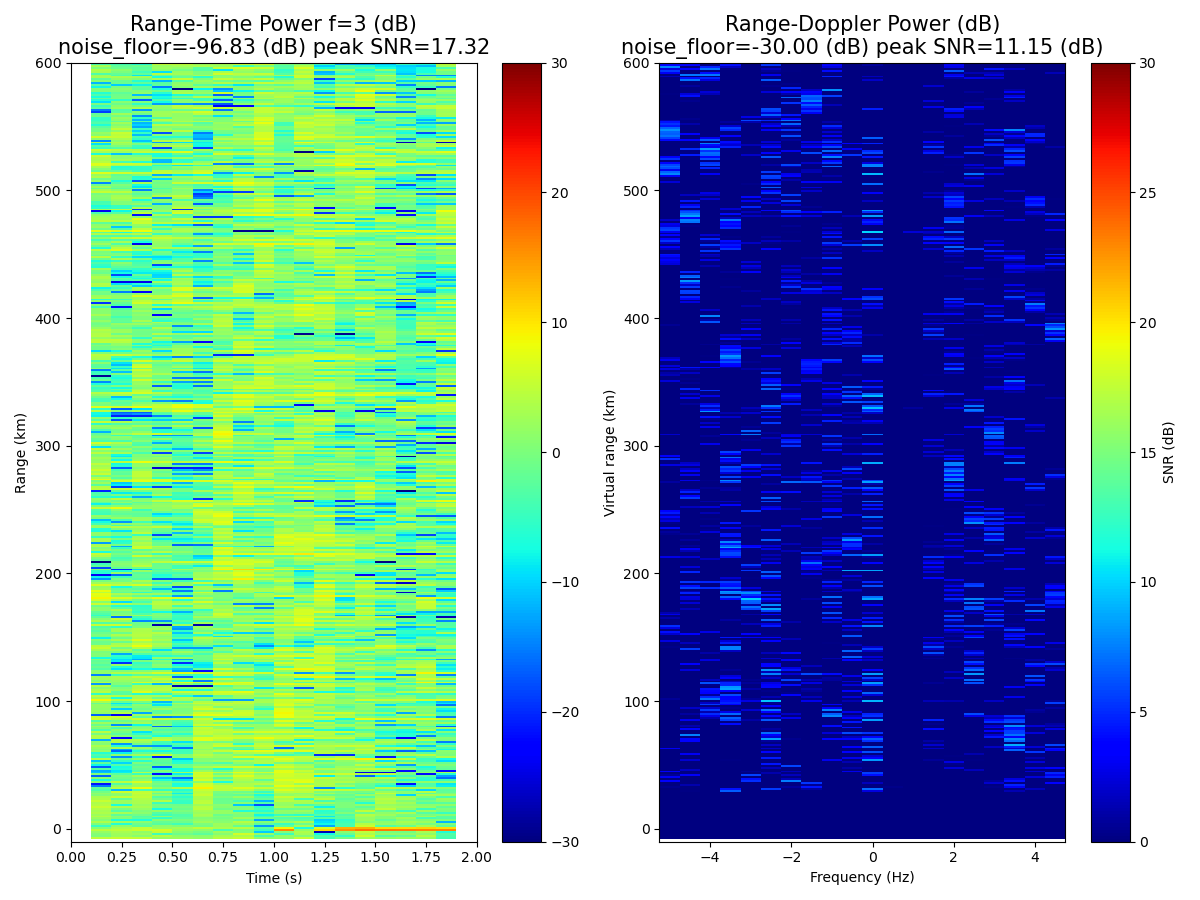 Range-Time Power f=3 (dB)
noise_floor=-96.83 (dB) peak SNR=17.32
Range-Doppler Power (dB)
noise_floor=-30.00 (dB) peak SNR=11.15 (dB)
Range (km)
600
500
400
300
200
100
0
0.00 0.25 0.50 0.75 1.00 1.25 1.50 1.75 2.00
Time (s)
30
20
10
0
−10
−20
−30
Virtual range (km)
600
500
400
300
200
100
0
−4 −2 0 2 4
Frequency (Hz)
30
25
20
15
10
5
0
SNR (dB)